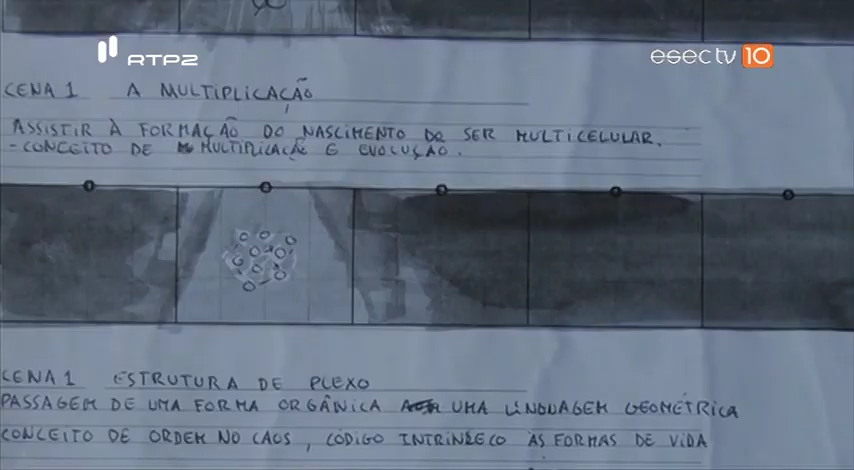 RTP2
esectv 10
CENA 1 A MULTIPLICAÇÃO
ASSISTIR À FORMAÇÃO DO NASCIMENTO DO SER MULTICELULAR.
- CONCEITO DE MULTIPLICAÇÃO E EVOLUÇÃO.
CENA 1 ESTRUTURA DE PLEXO
PASSAGEM DE UMA FORMA ORGÂNICA UMA LINGUAGEM GEOMÉTRICA
CONCEITO DE ORDEM NO CAOS, CÓDIGO INTRINSECO ÀS FORMAS DE VIDA